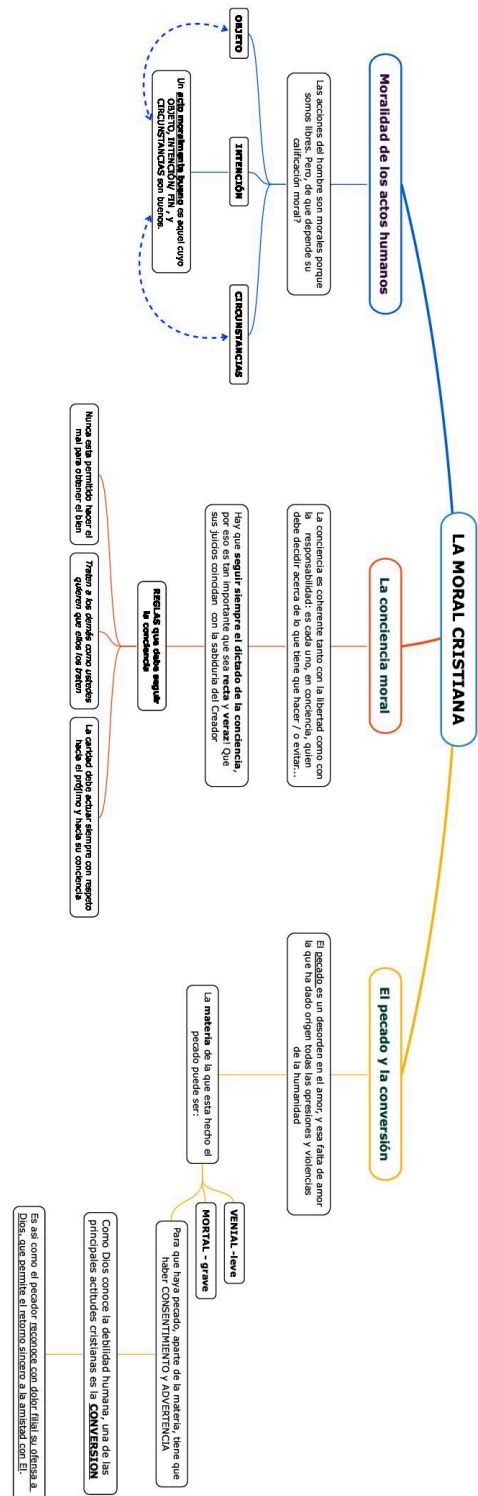 LA MORAL CRISTIANA
Moralidad de los actos humanos
Las acciones del hombre son morales porque
somos libres. Pero, de que depende su
calificación moral?
OBJETO
INTENCIÓN
CIRCUNSTANCIAS
Un acto moralmente bueno es aquel cuyo
OBJETO, INTENCIÓN/ FIN , y
CIRCUNSTANCIAS son buenos.
La conciencia moral
La conciencia es coherente tanto con la libertad como con
la responsabilidad: es cada uno, en conciencia, quien
debe decidir acerca de lo que tiene que hacer / o evitar...
Hay que seguir siempre el dictado de la conciencia,
por eso es tan importante que sea recta y veraz! Que
sus juicios coincidan con la sabiduria del Creador
REGLAS que debe seguir
la conciencia
Nunca esta permitido hacer el
mal para obtener el bien
Traten a los demás como ustedes
quieren que ellos los traten
La caridad debe actuar siempre con respeto
hacia el prójimo y hacia su conciencia
El pecado y la conversión
El pecado es un desorden en el amor, y esa falta de amor
la que ha dado origen todas las opresiones y violencias
de la humanidad
La materia de la que esta hecho el
pecado puede ser:
VENIAL -leve
MORTAL - grave
Para que haya pecado, aparte de la materia, tiene que
haber CONSENTIMIENTO y ADVERTENCIA
Como Dios conoce la debilidad humana, una de las
principales actitudes cristianas es la CONVERSION
Es asi como el pecador reconoce con dolor filial su ofensa a
Dios, que permite el retorno sincero a la amistad con El.